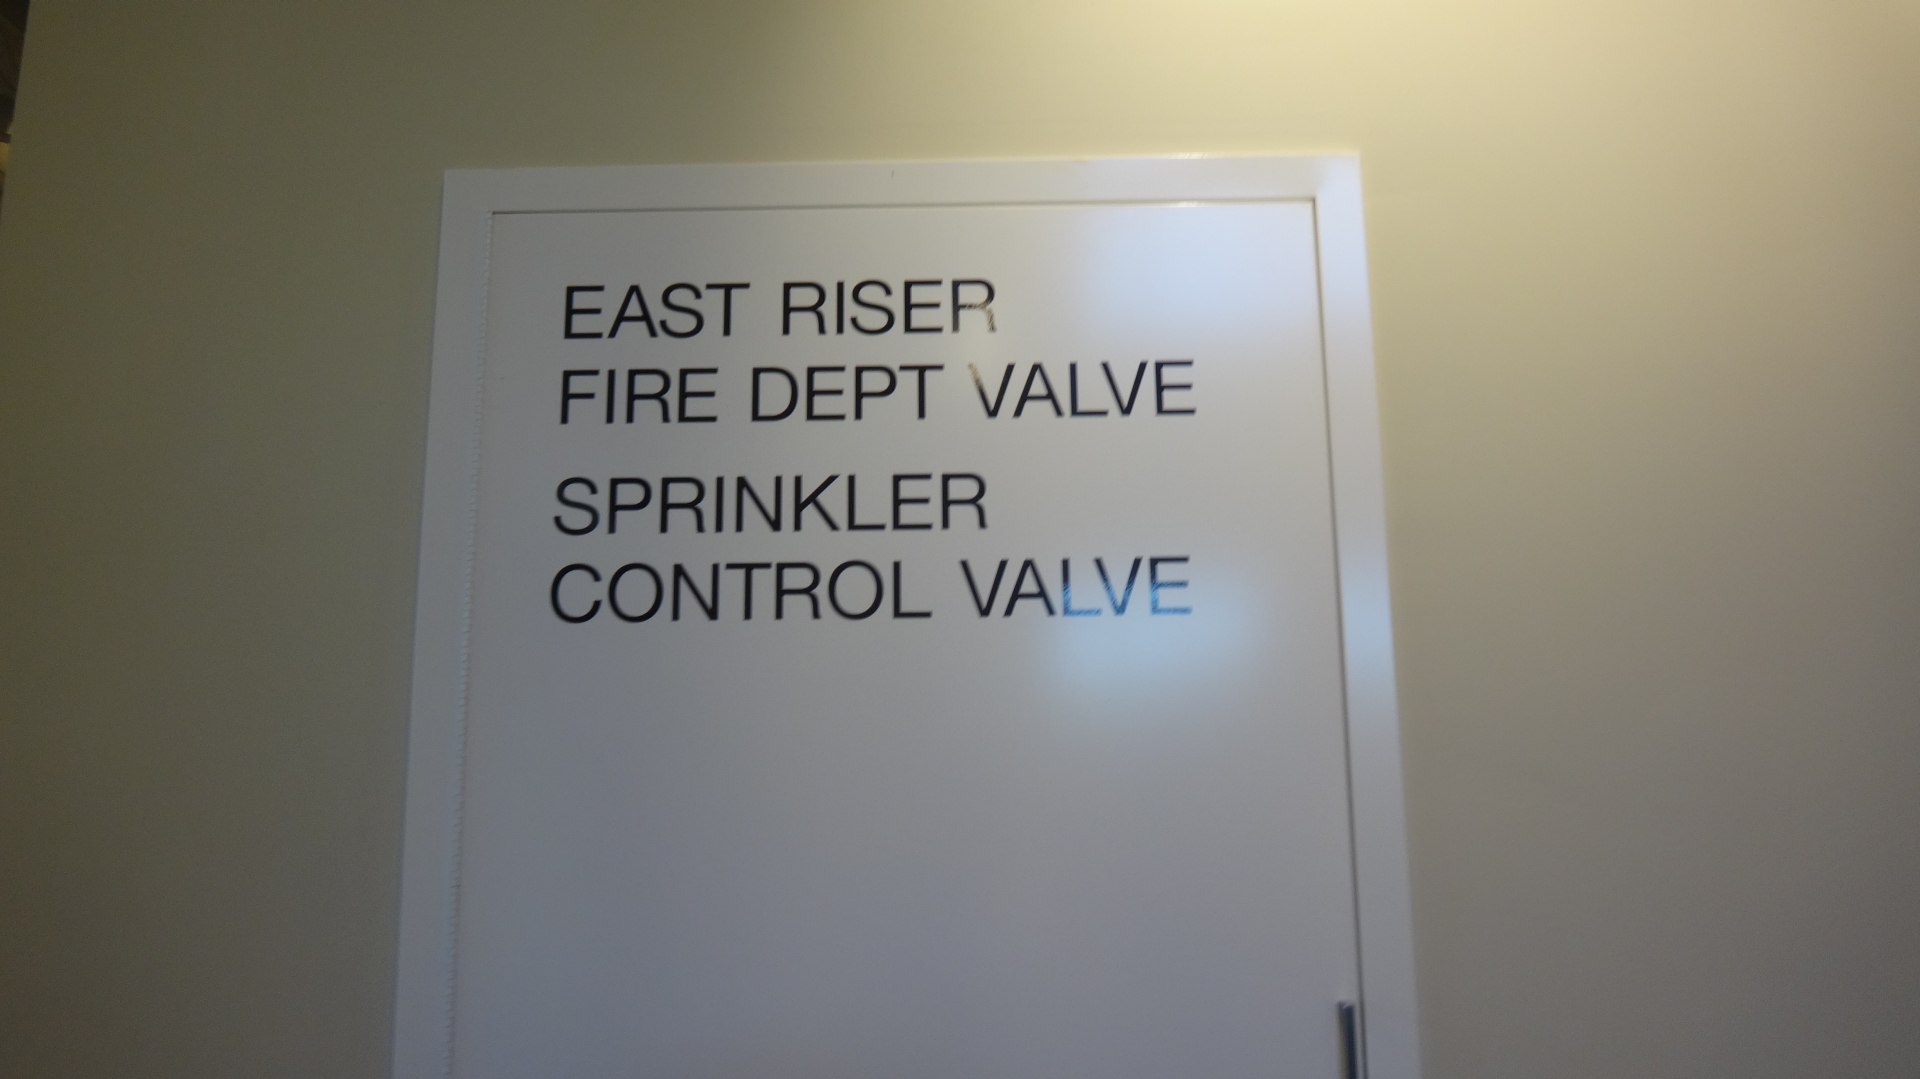 EAST RISER
FIRE DEPT VALVE
SPRINKLER
CONTROL VALVE